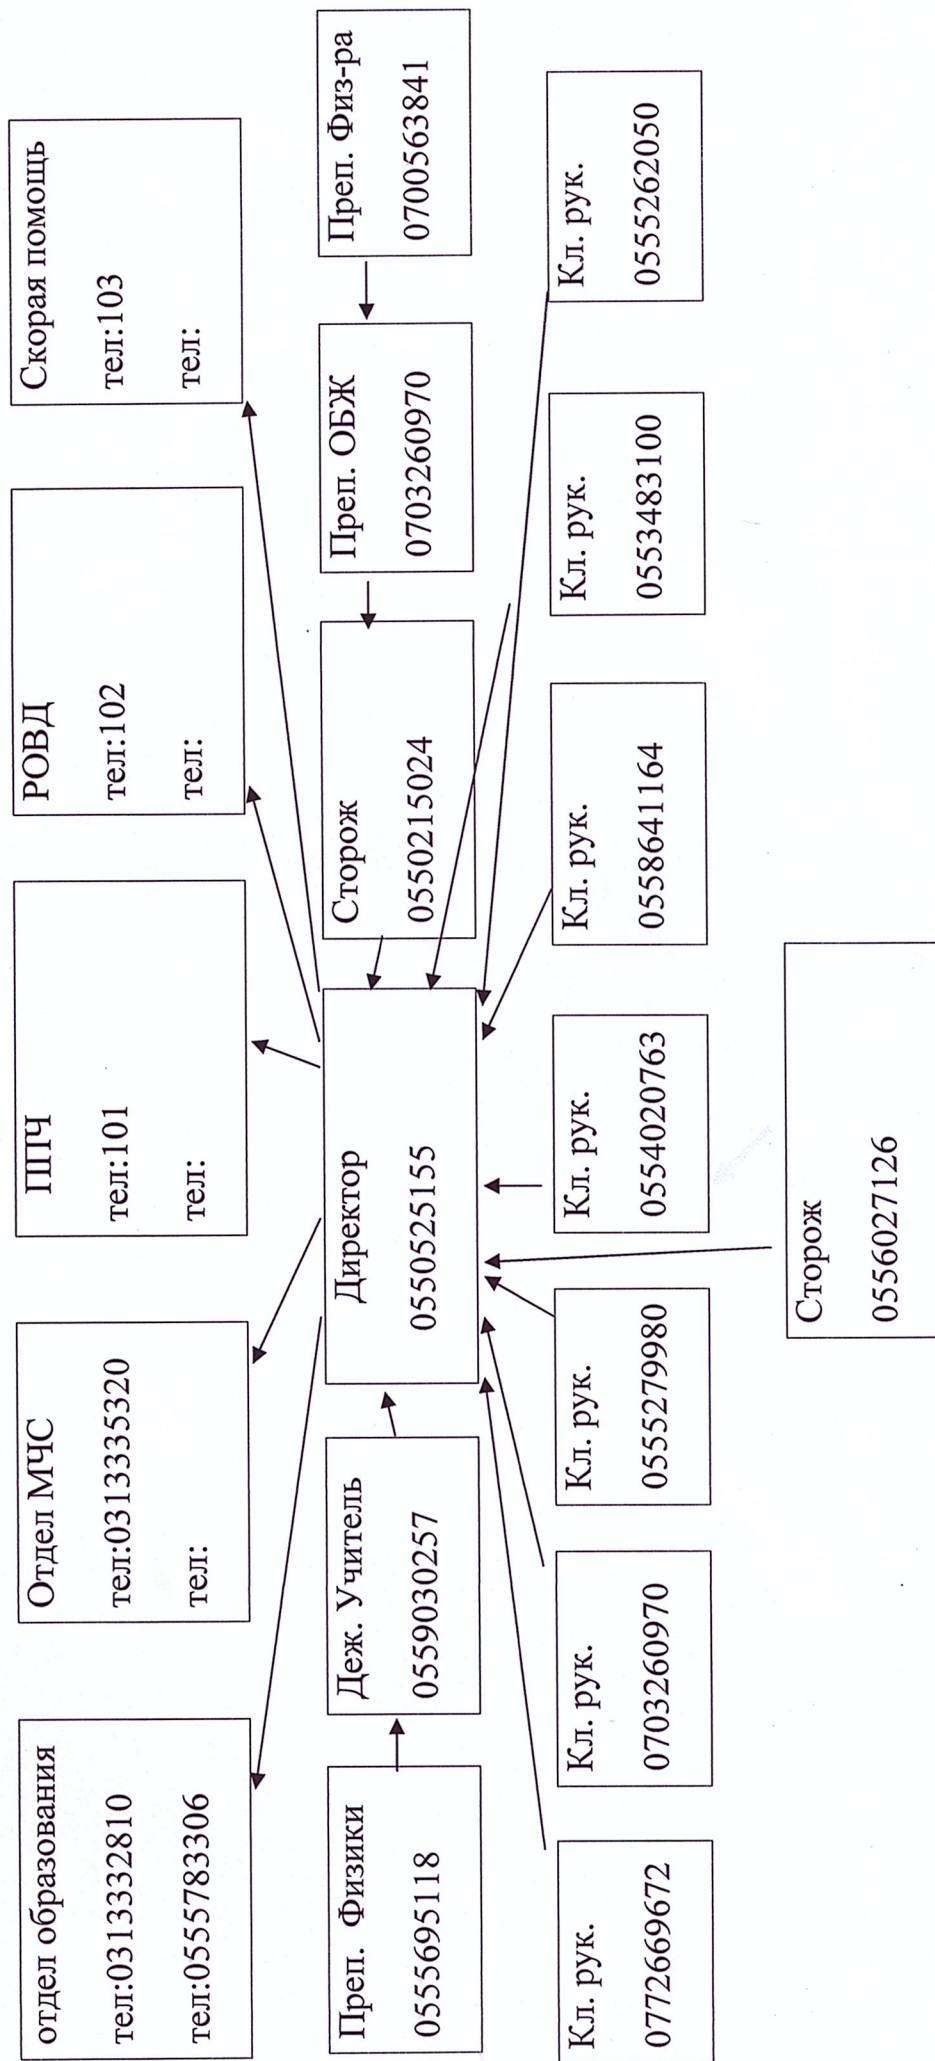 отдел образования
тел:0313332810
тел:0555783306
Отдел МЧС
тел:0313335320
тел:
ППЧ
тел:101
тел:
РОВД
тел:102
тел:
Скорая помощь
тел:103
тел:
Преп. Физики
0555695118
Деж. Учитель
0559030257
Директор
0550525155
Сторож
0550215024
Преп. ОБЖ
0703260970
Преп. Физ-ра
0700563841
Кл. рук.
0772669672
Кл. рук.
0703260970
Кл. рук.
0555279980
Кл. рук.
0554020763
Кл. рук.
0558641164
Кл. рук.
0553483100
Кл. рук.
0555262050
Сторож
0556027126